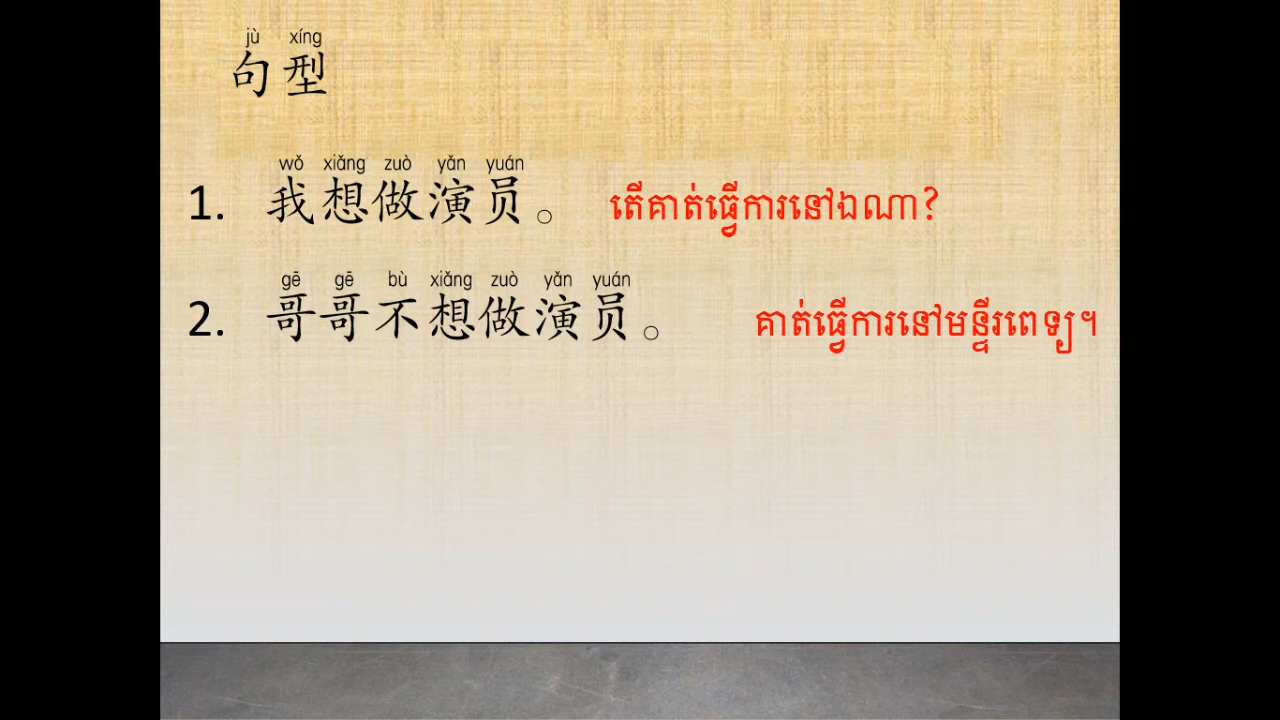 jù xíng
句型
wǒ xiǎng zuò yǎn yuán
1. 我想做演员。 តើគាត់ធ្វើការនៅឯណា?
gē gē bù xiǎng zuò yǎn yuán
2. 哥哥不想做演员。 គាត់ធ្វើការនៅមន្ទីរពេទ្យ។